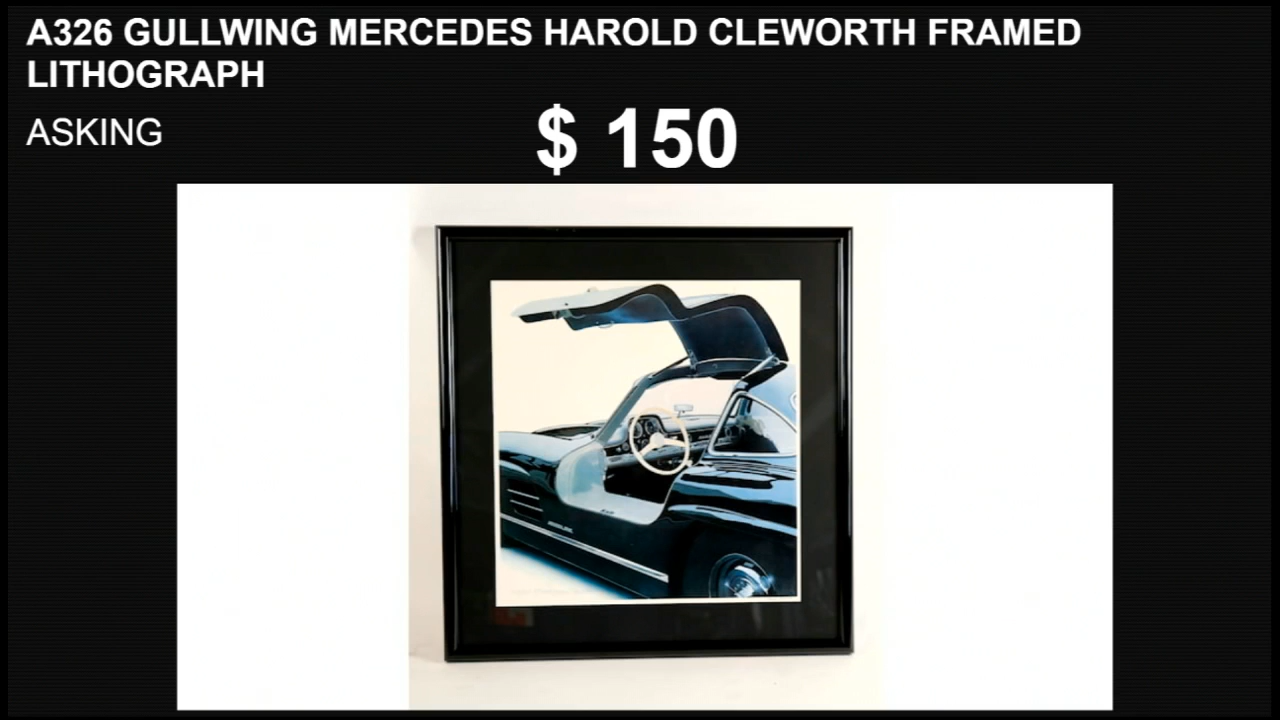 A326 GULLWING MERCEDES HAROLD CLEWORTH FRAMED
LITHOGRAPH
ASKING
$ 150